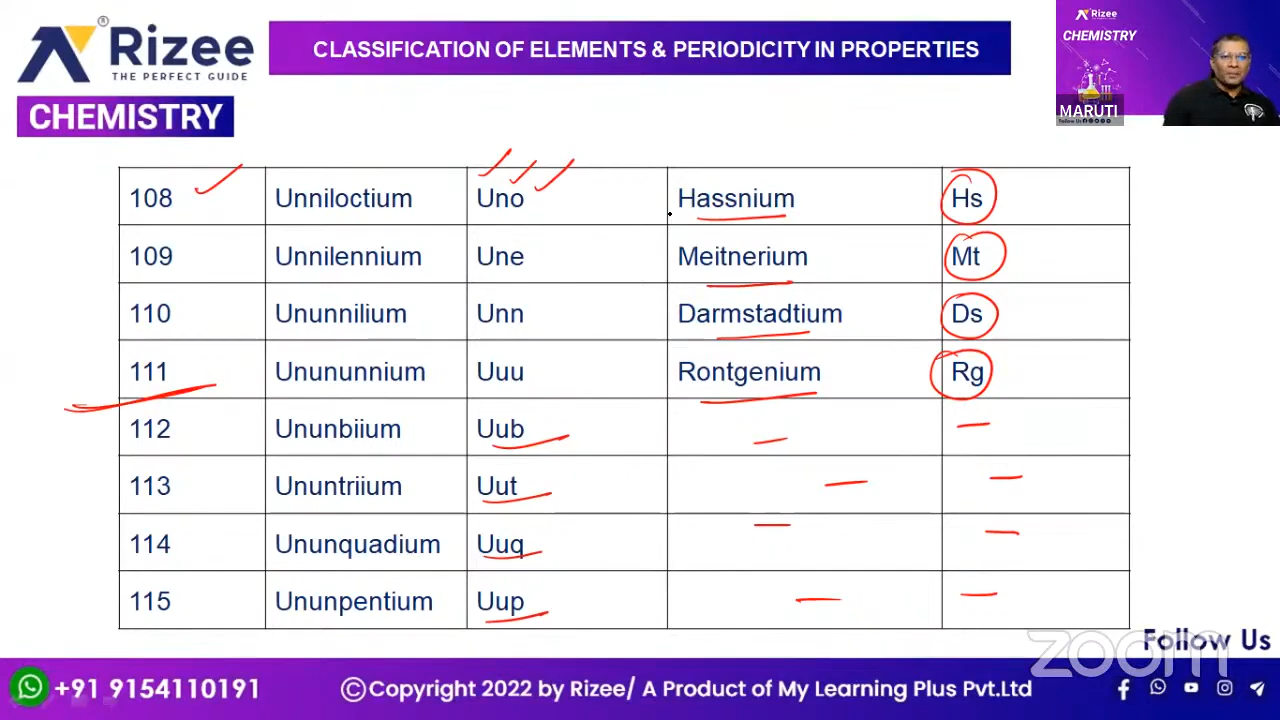 Rizee
THE PERFECT GUIDE
CHEMISTRY
CLASSIFICATION OF ELEMENTS & PERIODICITY IN PROPERTIES
Rizee
CHEMISTRY
MARUTI
108 Unniloctium Uno Hassnium Hs
109 Unnilennium Une Meitnerium Mt
110 Ununnilium Unn Darmstadtium Ds
111 Unununnium Uuu Rontgenium Rg
112 Ununbiium Uub
113 Ununtriium Uut
114 Ununquadium Uuq
115 Ununpentium Uup
zoom
Follow Us
+91 9154110191
©Copyright 2022 by Rizee/ A Product of My Learning Plus Pvt.Ltd